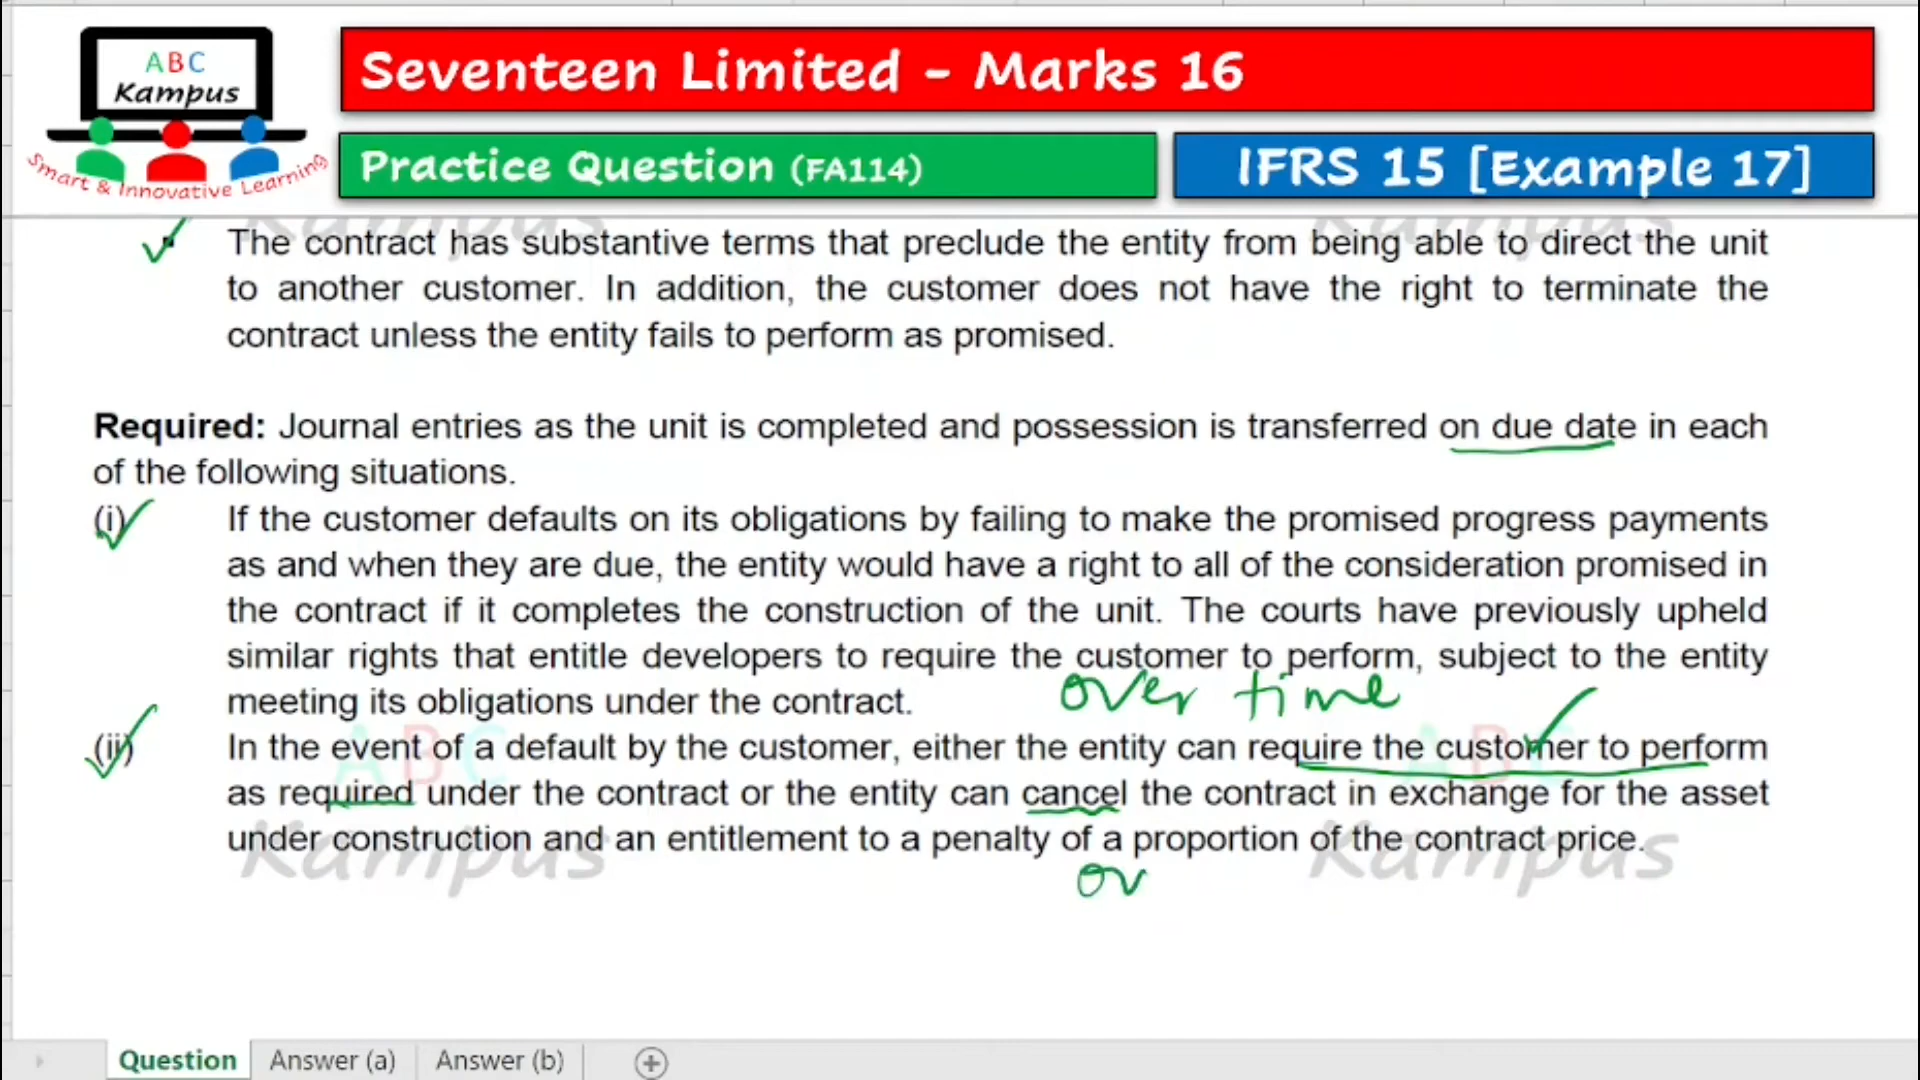 ABC
Kampus
Smart & Innovative Learning
Seventeen Limited - Marks 16
Practice Question (FA114)
IFRS 15 [Example 17]
The contract has substantive terms that preclude the entity from being able to direct the unit
to another customer. In addition, the customer does not have the right to terminate the
contract unless the entity fails to perform as promised.
Required: Journal entries as the unit is completed and possession is transferred on due date in each
of the following situations.
(i) If the customer defaults on its obligations by failing to make the promised progress payments
as and when they are due, the entity would have a right to all of the consideration promised in
the contract if it completes the construction of the unit. The courts have previously upheld
similar rights that entitle developers to require the customer to perform, subject to the entity
meeting its obligations under the contract.
over time
(ii) In the event of a default by the customer, either the entity can require the customer to perform
as required under the contract or the entity can cancel the contract in exchange for the asset
under construction and an entitlement to a penalty of a proportion of the contract price.
ov
ABC
Kampus
ABC
Kampus
Question
Answer (a)
Answer (b)